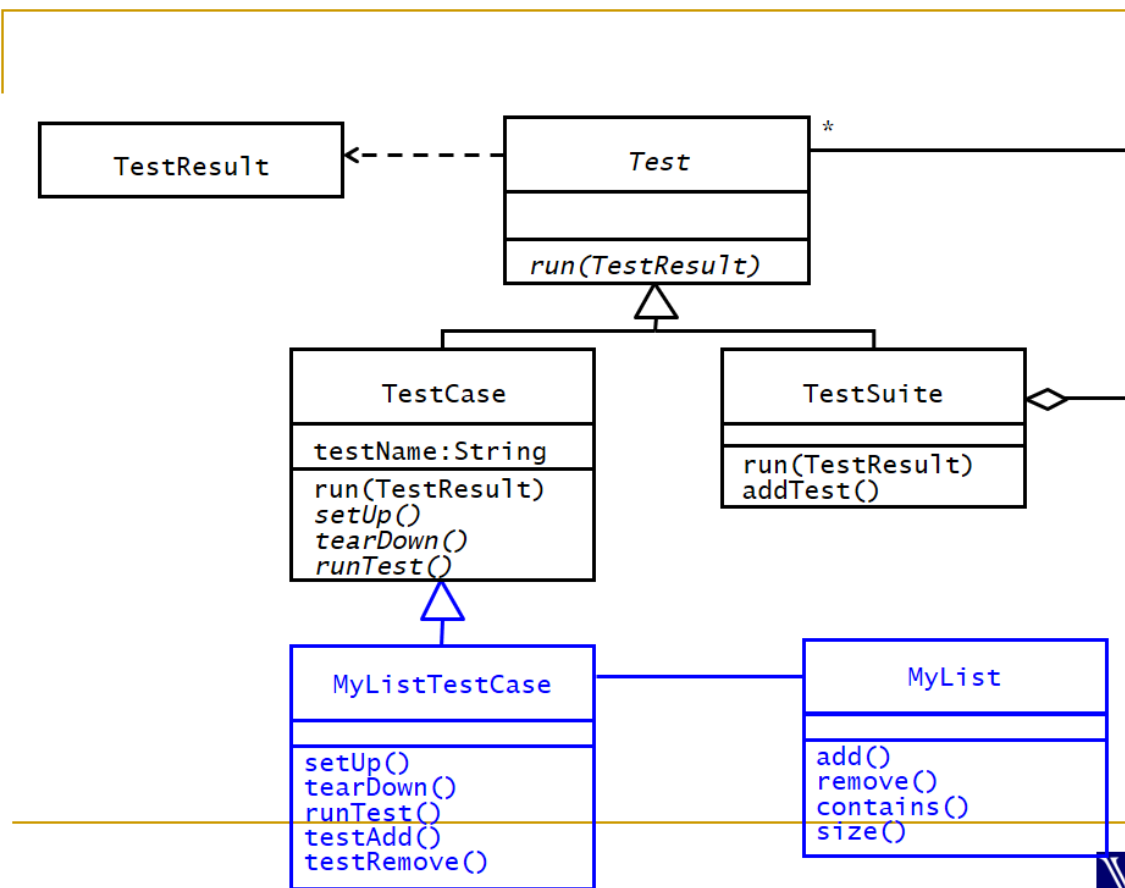 *
TestResult
Test
run(TestResult)
TestCase
testName:String
run(TestResult)
setUp()
tearDown()
runTest()
TestSuite
run(TestResult)
addTest()
MyListTestCase
setUp()
tearDown()
runTest()
testAdd()
testRemove()
MyList
add()
remove()
contains()
size()